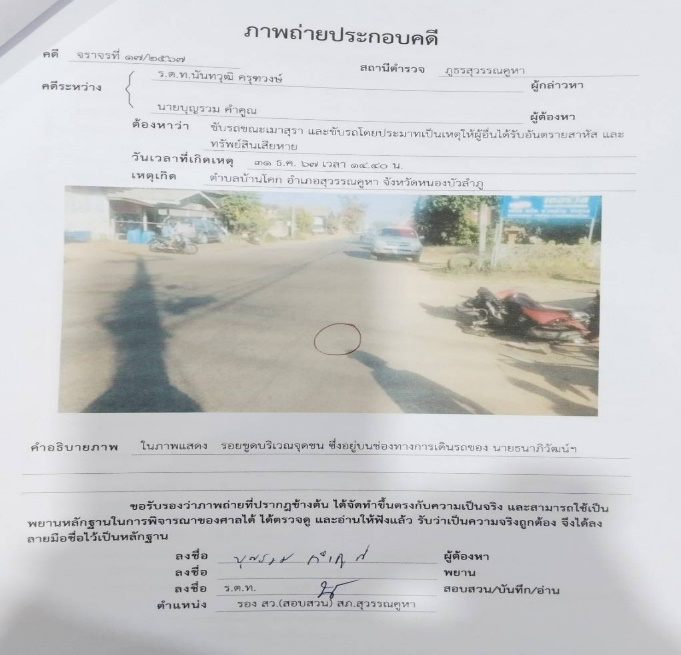 ภาพถ่ายประกอบคดี
คดี จราจรที่ ๑๗/๒๕๖๗ สถานีตำรวจ ภูธรสุวรรณคูหา
คดีระหว่าง ร.ต.ท.นันทวุฒิ ครุฑวงษ์ ผู้กล่าวหา
นายบุญรวม คำคูณ ผู้ต้องหา
ต้องหาว่า ขับรถขณะเมาสุรา และขับรถโดยประมาทเป็นเหตุให้ผู้อื่นได้รับอันตรายสาหัส และ
ทรัพย์สินเสียหาย
วันเวลาที่เกิดเหตุ ๓๑ ธ.ค. ๖๗ เวลา ๑๔.๔๐ น.
เหตุเกิด ตำบลบ้านโคก อำเภอสุวรรณคูหา จังหวัดหนองบัวลำภู
คำอธิบายภาพ ในภาพแสดง รอยขูดบริเวณจุดชน ซึ่งอยู่บนช่องทางการเดินรถของ นายธนาภิวัฒน์ฯ
ขอรับรองว่าภาพถ่ายที่ปรากฏข้างต้น ได้จัดทำขึ้นตรงกับความเป็นจริง และสามารถใช้เป็น
พยานหลักฐานในการพิจารณาของศาลได้ ได้ตรวจดู และอ่านให้ฟังแล้ว รับว่าเป็นความจริงถูกต้อง จึงได้ลง
ลายมือชื่อไว้เป็นหลักฐาน
ลงชื่อ บุญรวม คำคูณ ผู้ต้องหา
ลงชื่อ พยาน
ลงชื่อ ร.ต.ท. สอบสวน/บันทึก/อ่าน
ตำแหน่ง รอง สว.(สอบสวน) สภ.สุวรรณคูหา